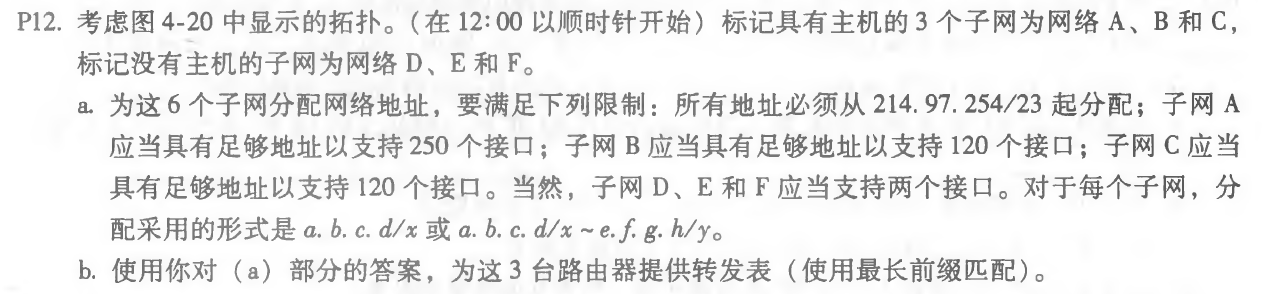 P12. 考虑图 4-20 中显示的拓扑。(在 12:00 以顺时针开始) 标记具有主机的 3 个子网为网络 A、B 和 C,
标记没有主机的子网为网络 D、E 和 F。
a. 为这 6 个子网分配网络地址，要满足下列限制：所有地址必须从 214.97.254/23 起分配；子网 A
应当具有足够地址以支持 250 个接口；子网 B 应当具有足够地址以支持 120 个接口；子网 C 应当
具有足够地址以支持 120 个接口。当然，子网 D、E 和 F 应当支持两个接口。对于每个子网，分
配采用的形式是 a.b.c.d/x 或 a.b.c.d/x ~ e.f.g.h/y。
b. 使用你对（a）部分的答案，为这 3 台路由器提供转发表（使用最长前缀匹配）。